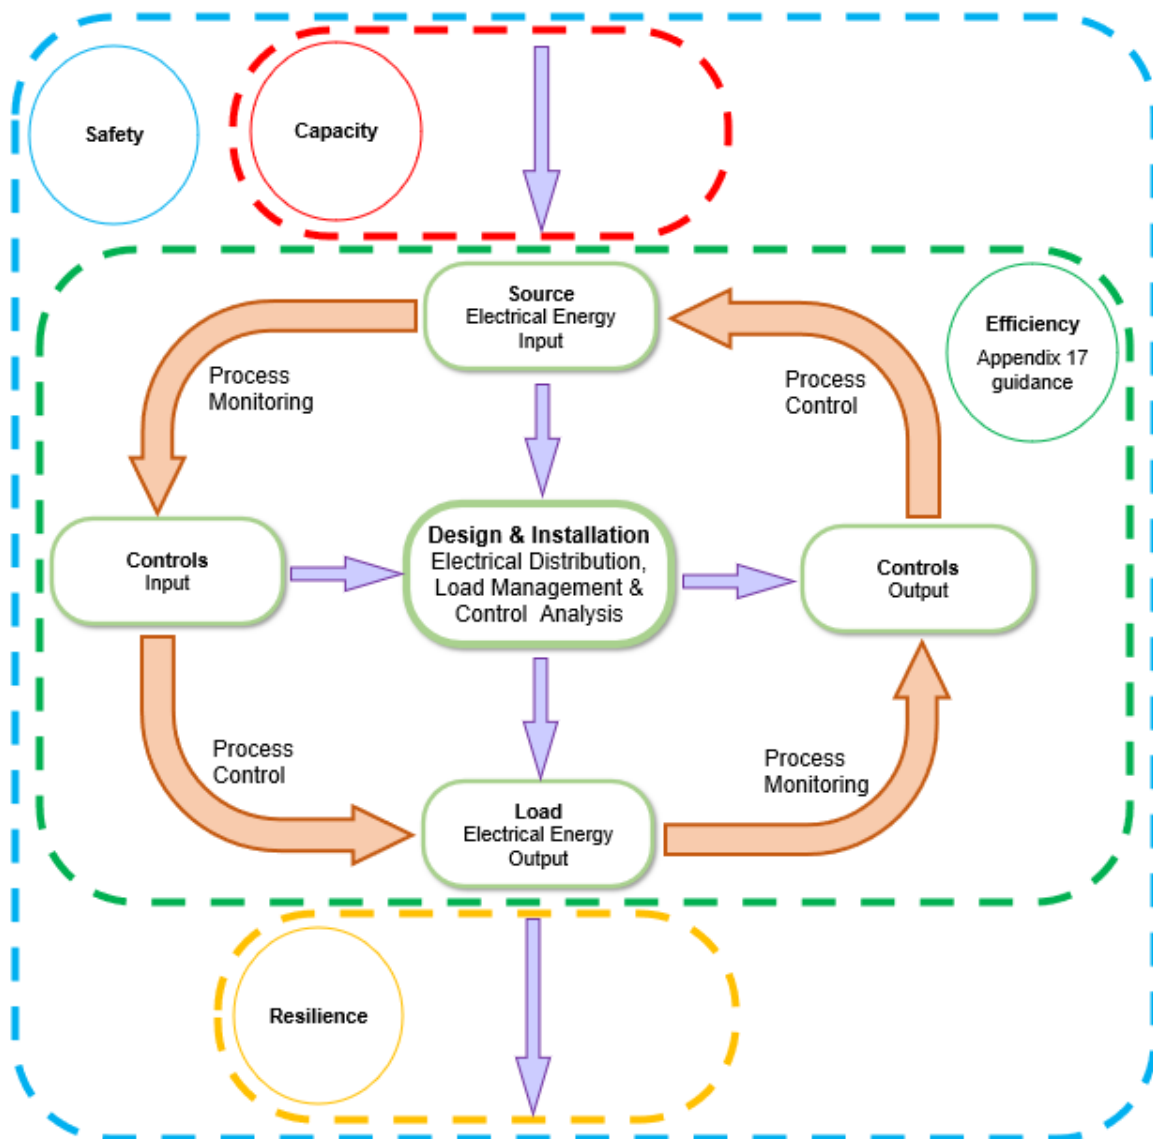 Safety
Capacity
Source
Electrical Energy
Input
Efficiency
Appendix 17
guidance
Process
Monitoring
Process
Control
Controls
Input
Design & Installation
Electrical Distribution,
Load Management &
Control Analysis
Controls
Output
Process
Control
Process
Monitoring
Load
Electrical Energy
Output
Resilience